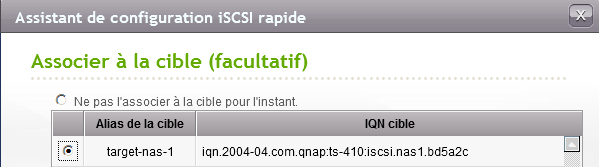 Assistant de configuration iSCSI rapide
Associer à la cible (facultatif)
Ne pas l'associer à la cible pour l'instant.
Alias de la cible IQN cible
target-nas-1 iqn.2004-04.com.qnap:ts-410:iscsi.nas1.bd5a2c